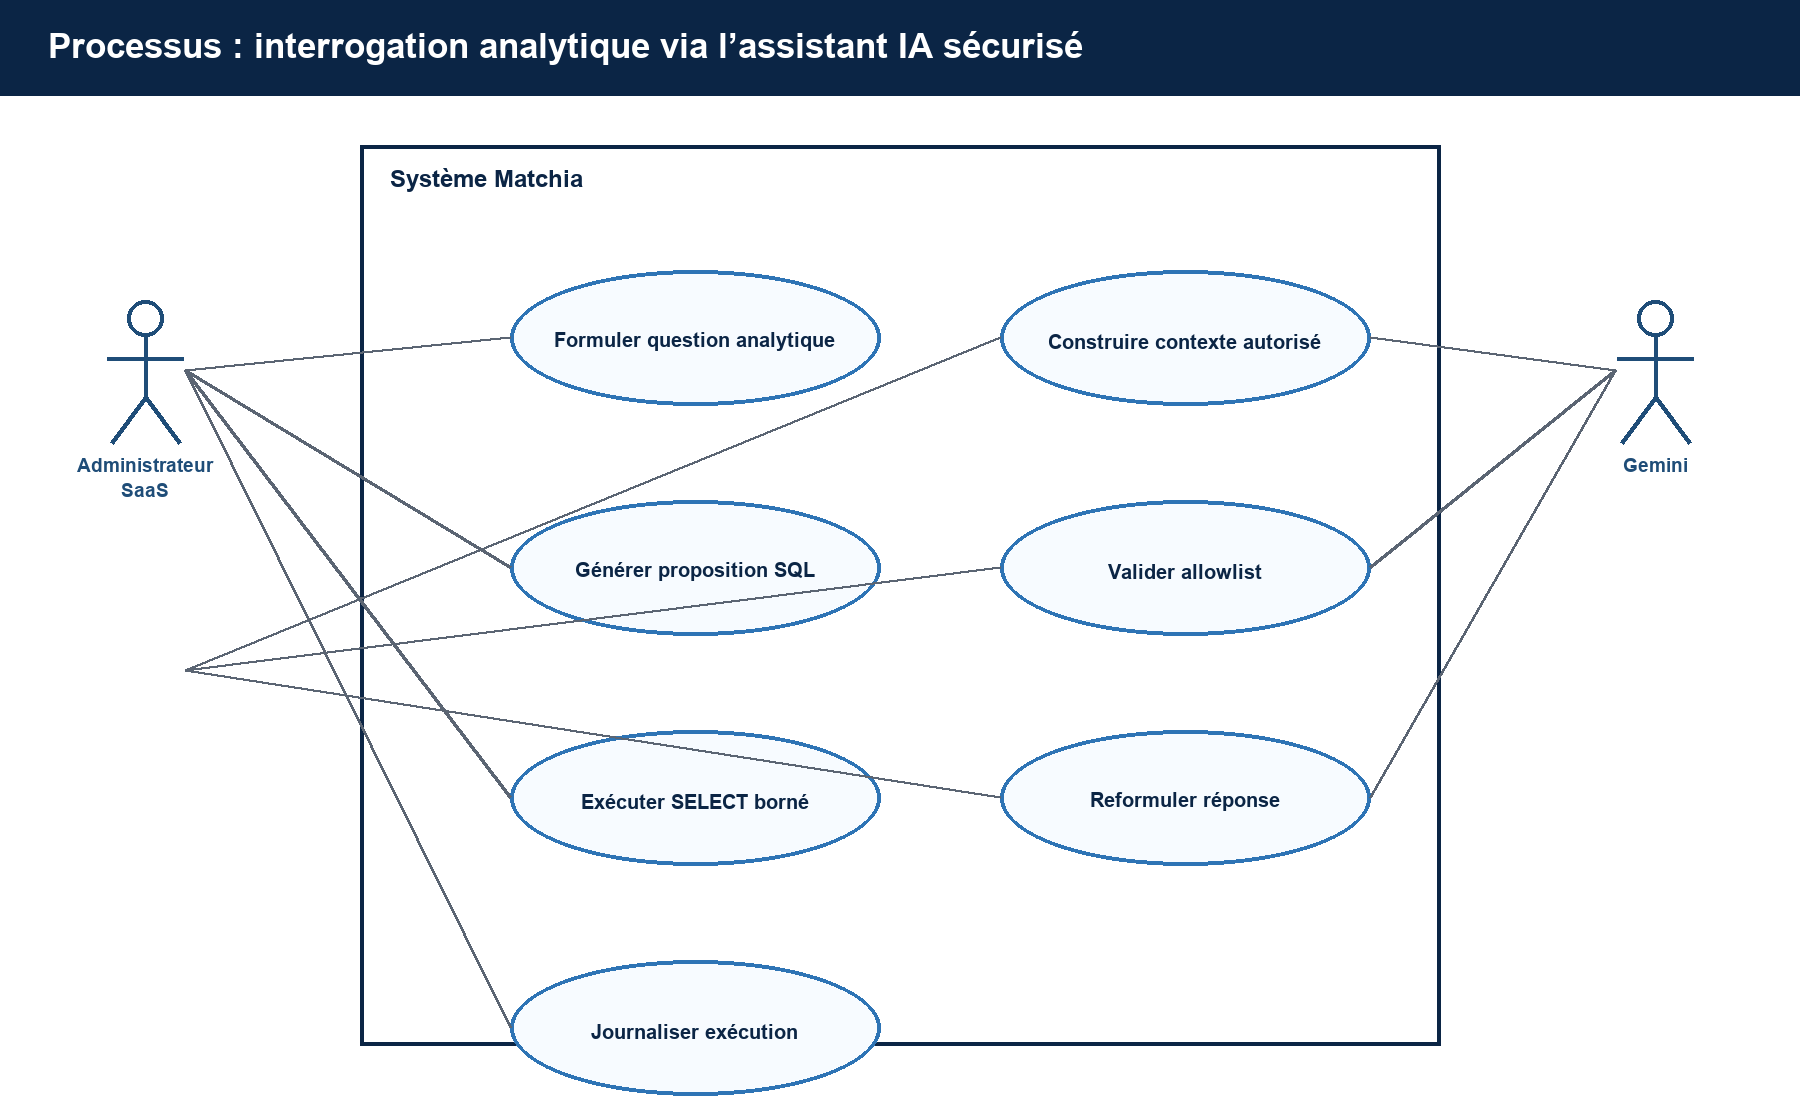 Processus : interrogation analytique via l’assistant IA sécurisé
Système Matchia
Formuler question analytique
Construire contexte autorisé
Administrateur
SaaS
Gemini
Générer proposition SQL
Valider allowlist
Exécuter SELECT borné
Reformuler réponse
Journaliser exécution